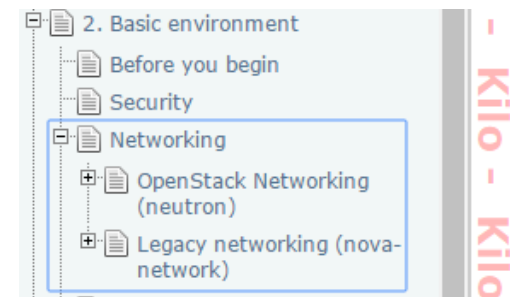 2. Basic environment
Before you begin
Security
Networking
OpenStack Networking
(neutron)
Legacy networking (nova-
network)
- Kilo - Kilo